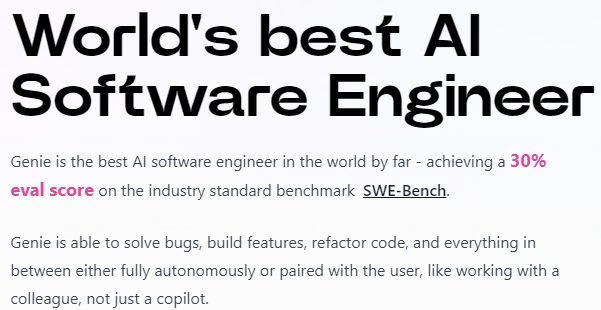 World's best AI
Software Engineer
Genie is the best AI software engineer in the world by far - achieving a 30%
eval score on the industry standard benchmark SWE-Bench.
Genie is able to solve bugs, build features, refactor code, and everything in
between either fully autonomously or paired with the user, like working with a
colleague, not just a copilot.